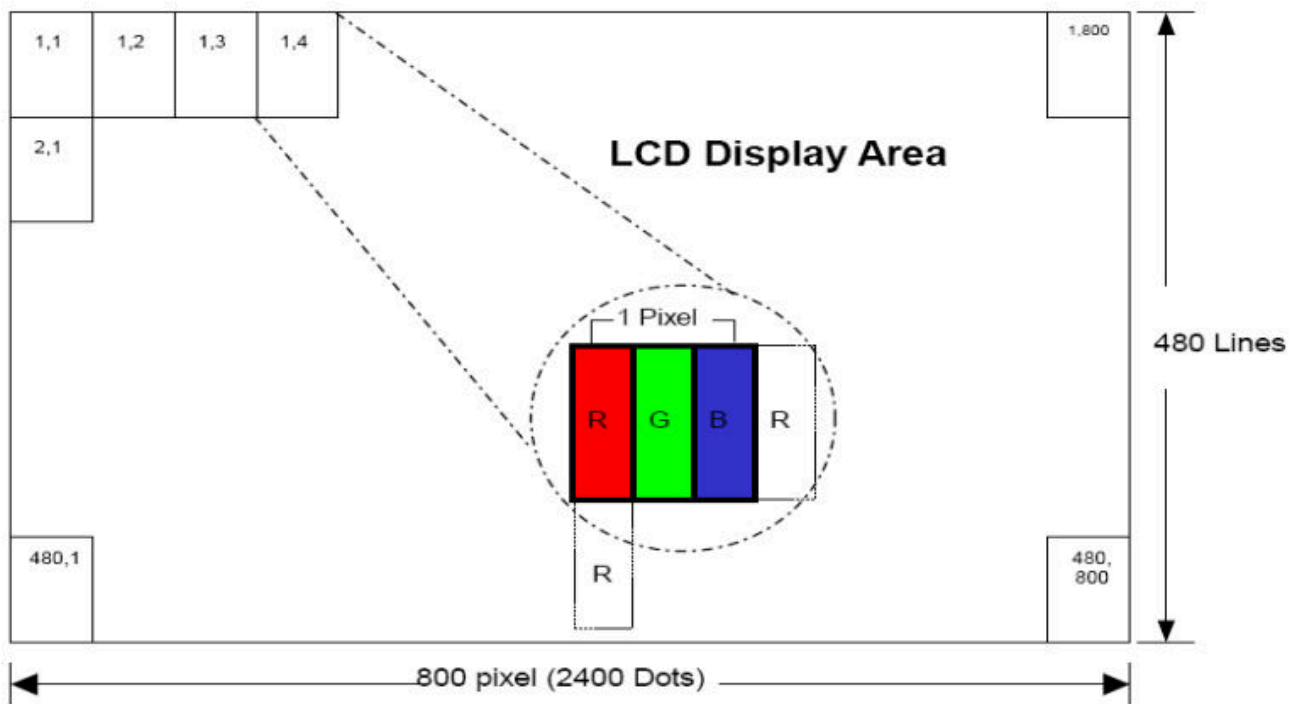 1,1
1,2
1,3
1,4
1,800
2,1
LCD Display Area
1 Pixel
480 Lines
R
G
B
R
R
480,1
480,
800
800 pixel (2400 Dots)